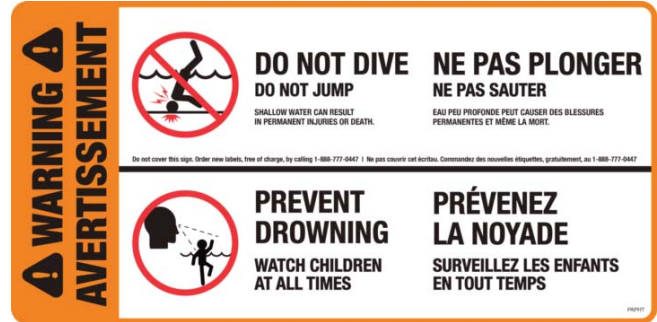 WARNING
AVERTISSEMENT
DO NOT DIVE
DO NOT JUMP
SHALLOW WATER CAN RESULT
IN PERMANENT INJURIES OR DEATH.
NE PAS PLONGER
NE PAS SAUTER
EAU PEU PROFONDE PEUT CAUSER DES BLESSURES
PERMANENTES ET MÊME LA MORT.
Do not cover this sign. Order new labels, free of charge, by calling 1-888-777-0447 | Ne pas couvrir cet écritau. Commandez des nouvelles étiquettes, gratuitement, au 1-888-777-0447
PREVENT
DROWNING
WATCH CHILDREN
AT ALL TIMES
PRÉVENEZ
LA NOYADE
SURVEILLEZ LES ENFANTS
EN TOUT TEMPS